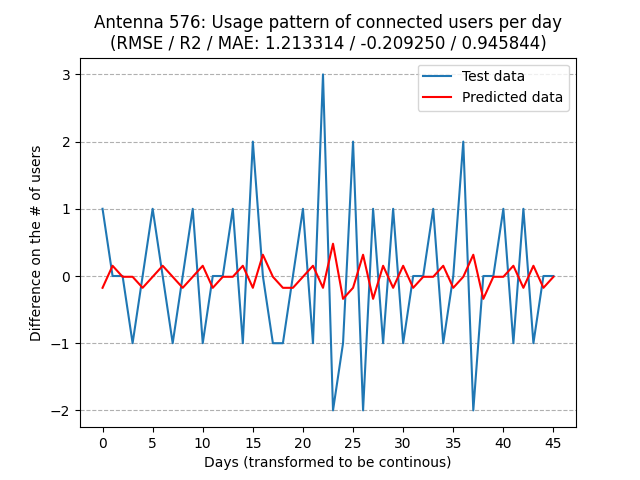 Antenna 576: Usage pattern of connected users per day
(RMSE / R2 / MAE: 1.213314 / -0.209250 / 0.945844)
Test data
Predicted data
Difference on the # of users
3
2
1
0
−1
−2
0 5 10 15 20 25 30 35 40 45
Days (transformed to be continous)